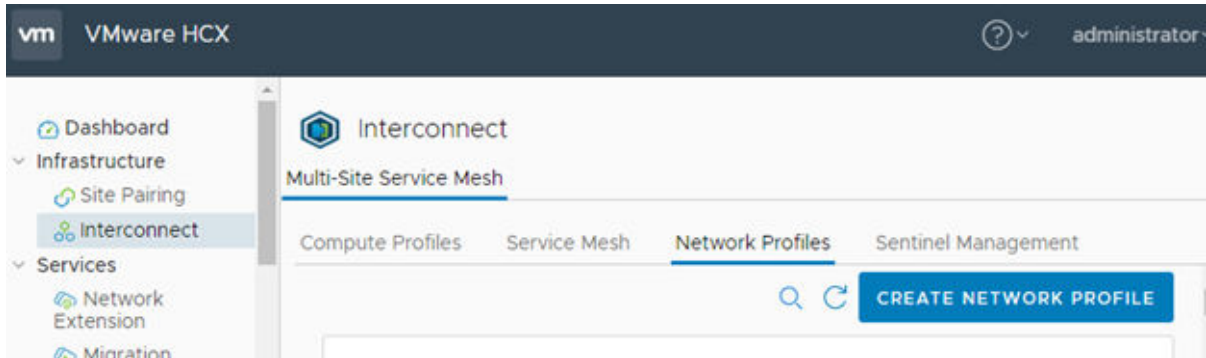 vm VMware HCX administrator
Dashboard
Infrastructure
Site Pairing
Interconnect
Services
Network
Extension
Migration
Interconnect
Multi-Site Service Mesh
Compute Profiles Service Mesh Network Profiles Sentinel Management
CREATE NETWORK PROFILE